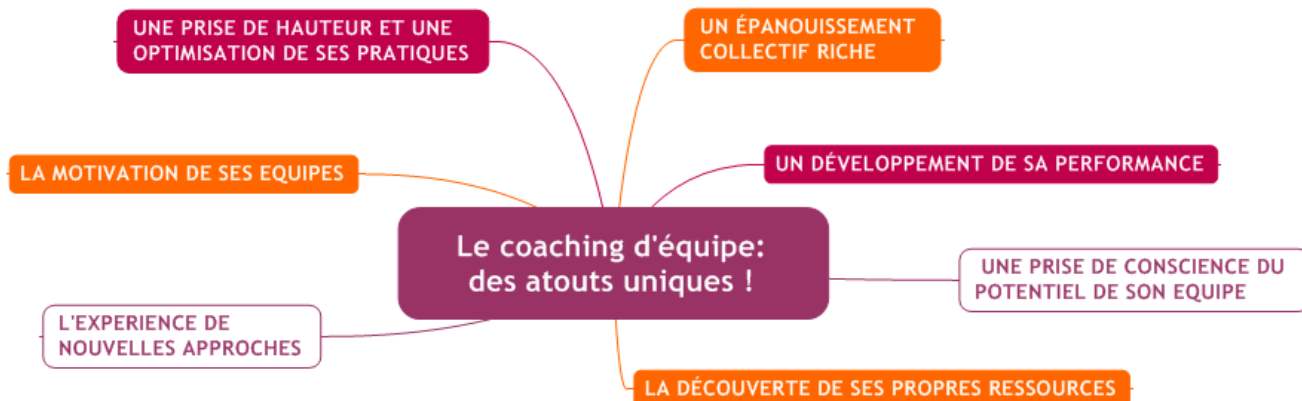 UNE PRISE DE HAUTEUR ET UNE
OPTIMISATION DE SES PRATIQUES
UN ÉPANOUISSEMENT
COLLECTIF RICHE
LA MOTIVATION DE SES EQUIPES
UN DÉVELOPPEMENT DE SA PERFORMANCE
Le coaching d'équipe:
des atouts uniques !
UNE PRISE DE CONSCIENCE DU
POTENTIEL DE SON EQUIPE
L'EXPERIENCE DE
NOUVELLES APPROCHES
LA DÉCOUVERTE DE SES PROPRES RESSOURCES